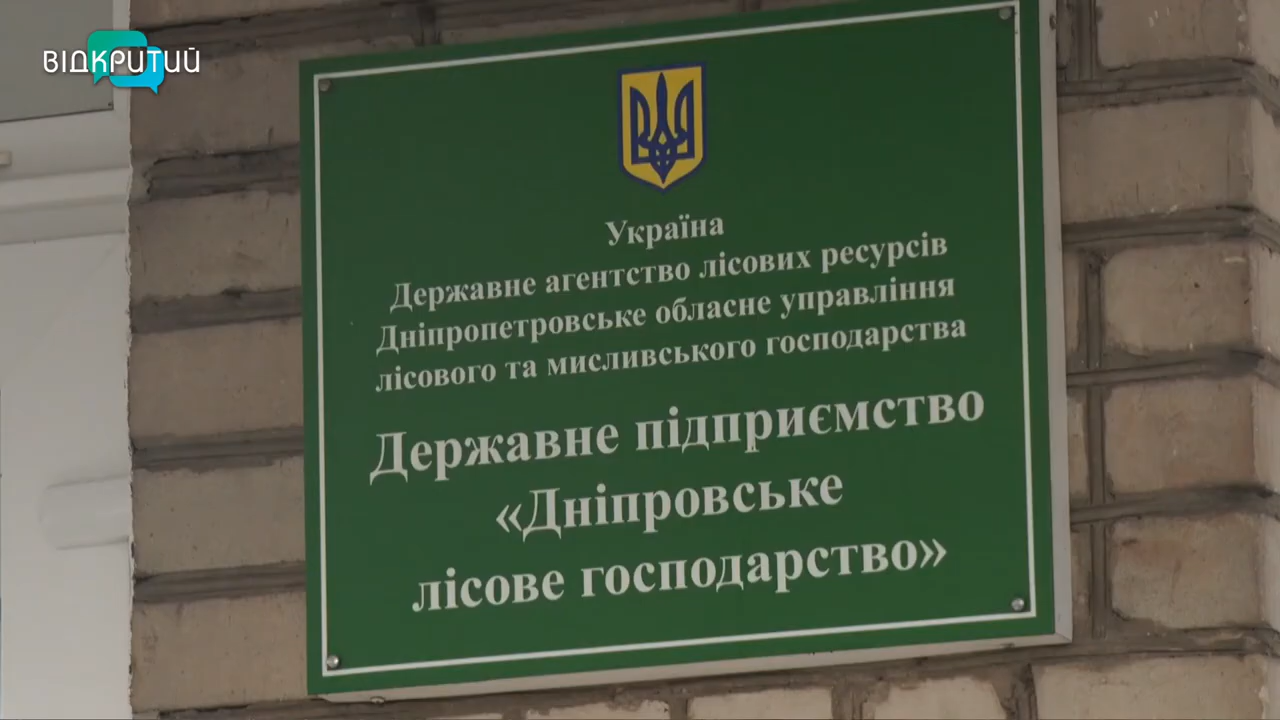 ВІДКРИТИЙ
Україна
Державне агентство лісових ресурсів
Дніпропетровське обласне управління
лісового та мисливського господарства
Державне підприємство
«Дніпровське
лісове господарство»